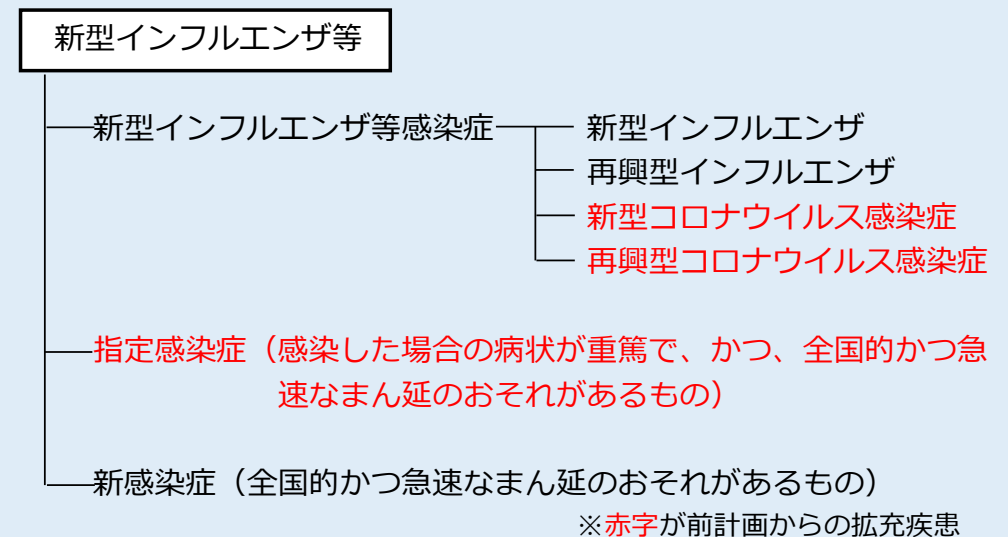 新型インフルエンザ等
新型インフルエンザ等感染症
新型インフルエンザ
再興型インフルエンザ
新型コロナウイルス感染症
再興型コロナウイルス感染症
指定感染症（感染した場合の病状が重篤で、かつ、全国的かつ急
速なまん延のおそれがあるもの）
新感染症（全国的かつ急速なまん延のおそれがあるもの）
※赤字が前計画からの拡充疾患